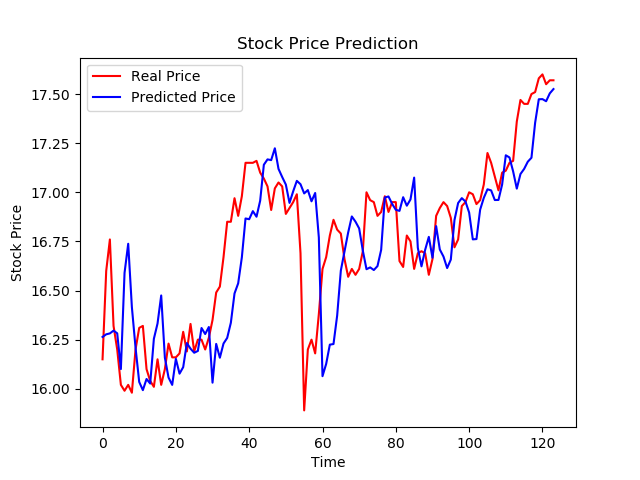 Stock Price Prediction
Real Price
Predicted Price
17.50
17.25
17.00
16.75
16.50
16.25
16.00
Stock Price
0 20 40 60 80 100 120
Time